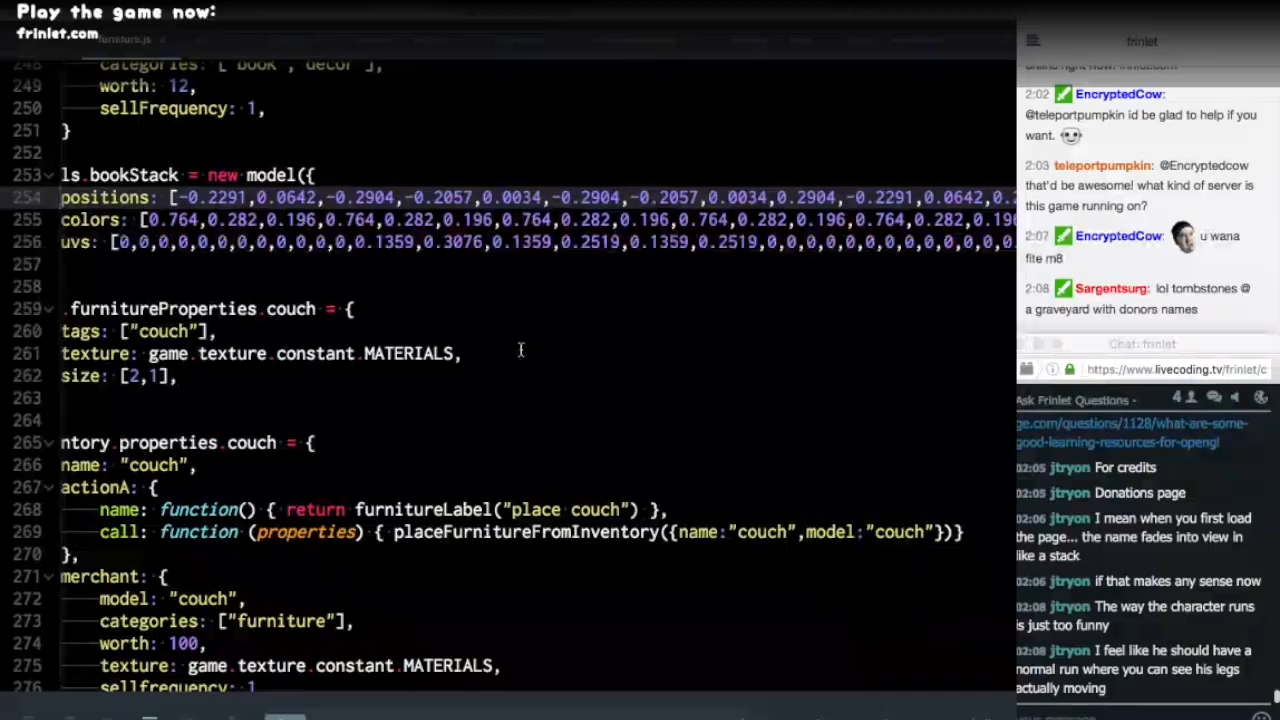 Play the game now:
frinlet.com
furniture.js
248 categories: ["book", "decor"],
249 worth: 12,
250 sellFrequency: 1,
251 }
252
253 ls.bookStack = new model({
254 positions: [-0.2291,0.0642,-0.2904,-0.2057,0.0034,-0.2904,-0.2057,0.0034,0.2904,-0.2291,0.0642,
255 colors: [0.764,0.282,0.196,0.764,0.282,0.196,0.764,0.282,0.196,0.764,0.282,0.196,0.764,0.282,0.196
256 uvs: [0,0,0,0,0,0,0,0,0,0,0,0,0.1359,0.3076,0.1359,0.2519,0.1359,0.2519,0,0,0,0,0,0,0,0,0,0,0,0,
257
258
259 .furnitureProperties.couch = {
260 tags: ["couch"],
261 texture: game.texture.constant.MATERIALS,
262 size: [2,1],
263
264
265 ntory.properties.couch = {
266 name: "couch",
267 actionA: {
268 name: function() { return furnitureLabel("place couch") },
269 call: function (properties) { placeFurnitureFromInventory({name:"couch",model:"couch"})}
270 },
271 merchant: {
272 model: "couch",
273 categories: ["furniture"],
274 worth: 100,
275 texture: game.texture.constant.MATERIALS,
276 sellfrequency: 1
frinlet
online right now: frinlet.com
2:02 EncryptedCow:
@teleportpumpkin id be glad to help if you
want.
2:03 teleportpumpkin: @Encryptedcow
that'd be awesome! what kind of server is
this game running on?
2:07 EncryptedCow: u wana
fite m8
2:08 Sargentsurg: lol tombstones @
a graveyard with donors names
Chat: frinlet
https://www.livecoding.tv/frinlet/c
Ask Frinlet Questions - 4
ge.com/questions/1128/what-are-some-
good-learning-resources-for-opengl
02:05 jtryon For credits
02:05 jtryon Donations page
02:06 jtryon I mean when you first load
the page... the name fades into view in
like a stack
02:06 jtryon if that makes any sense now
02:08 jtryon The way the character runs
is just too funny
02:08 jtryon I feel like he should have a
normal run where you can see his legs
actually moving